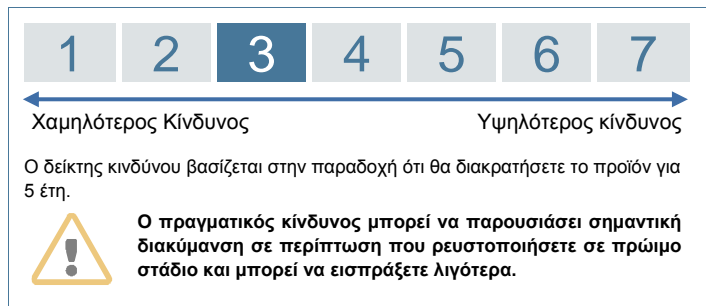 1 2 3 4 5 6 7
Χαμηλότερος Κίνδυνος Υψηλότερος κίνδυνος
Ο δείκτης κινδύνου βασίζεται στην παραδοχή ότι θα διακρατήσετε το προϊόν για
5 έτη.
Ο πραγματικός κίνδυνος μπορεί να παρουσιάσει σημαντική
διακύμανση σε περίπτωση που ρευστοποιήσετε σε πρώιμο
στάδιο και μπορεί να εισπράξετε λιγότερα.